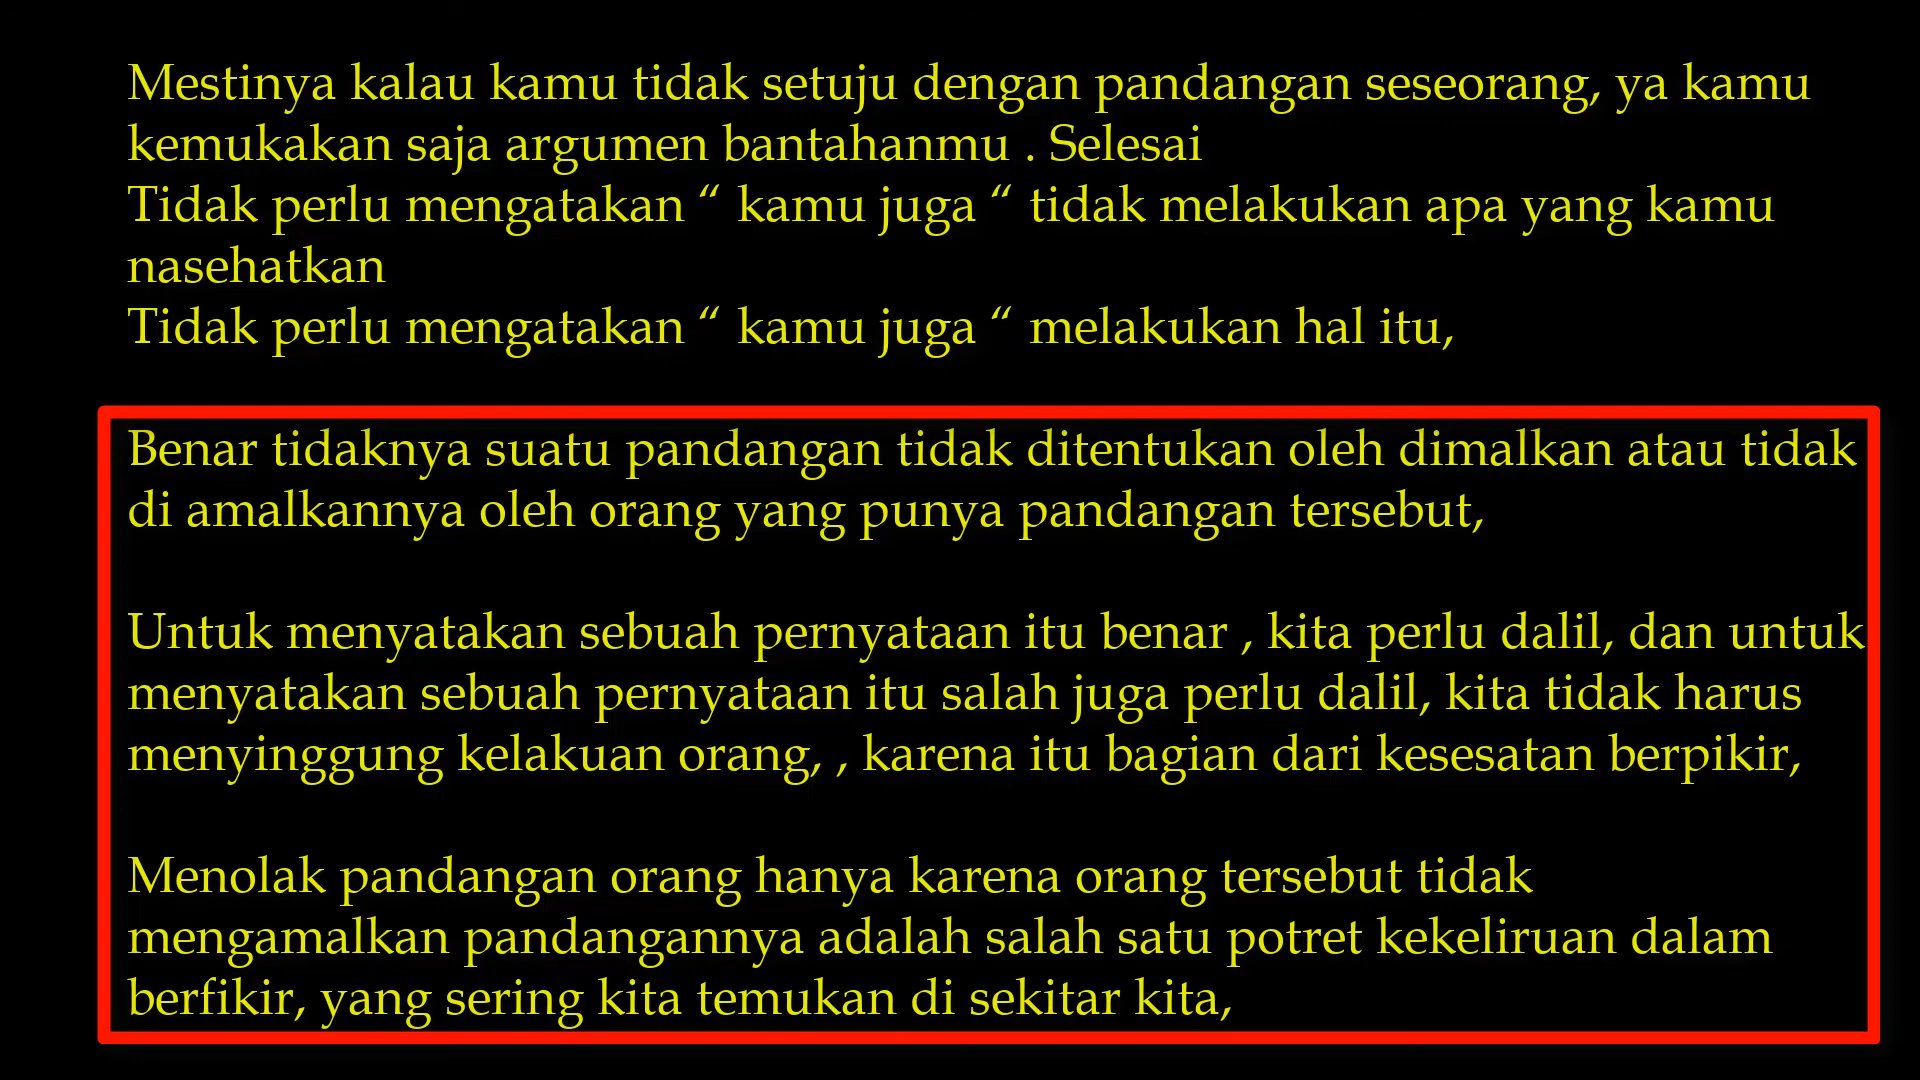 Mestinya kalau kamu tidak setuju dengan pandangan seseorang, ya kamu
kemukakan saja argumen bantahanmu . Selesai
Tidak perlu mengatakan “ kamu juga “ tidak melakukan apa yang kamu
nasehatkan
Tidak perlu mengatakan “ kamu juga “ melakukan hal itu,
Benar tidaknya suatu pandangan tidak ditentukan oleh dimalkan atau tidak
di amalkannya oleh orang yang punya pandangan tersebut,
Untuk menyatakan sebuah pernyataan itu benar , kita perlu dalil, dan untuk
menyatakan sebuah pernyataan itu salah juga perlu dalil, kita tidak harus
menyinggung kelakuan orang, , karena itu bagian dari kesesatan berpikir,
Menolak pandangan orang hanya karena orang tersebut tidak
mengamalkan pandangannya adalah salah satu potret kekeliruan dalam
berfikir, yang sering kita temukan di sekitar kita,